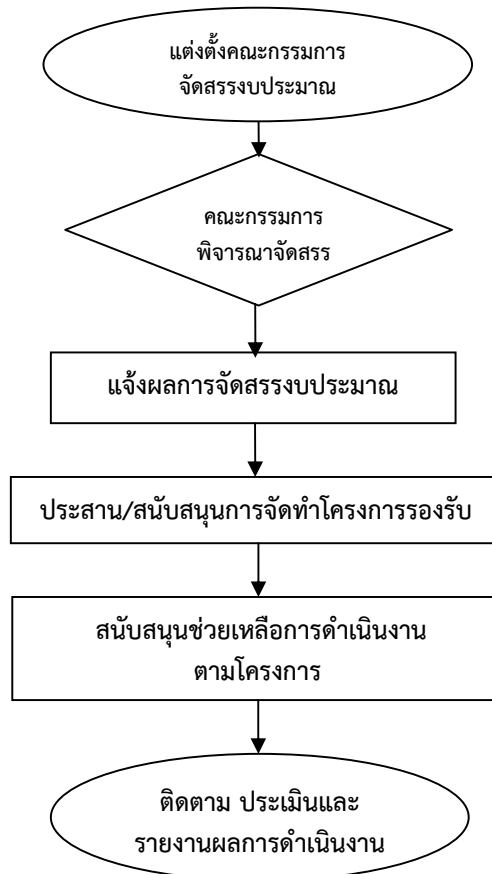 แต่งตั้งคณะกรรมการ
จัดสรรงบประมาณ
คณะกรรมการ
พิจารณาจัดสรร
แจ้งผลการจัดสรรงบประมาณ
ประสาน/สนับสนุนการจัดทำโครงการรองรับ
สนับสนุนช่วยเหลือการดำเนินงาน
ตามโครงการ
ติดตาม ประเมินและ
รายงานผลการดำเนินงาน